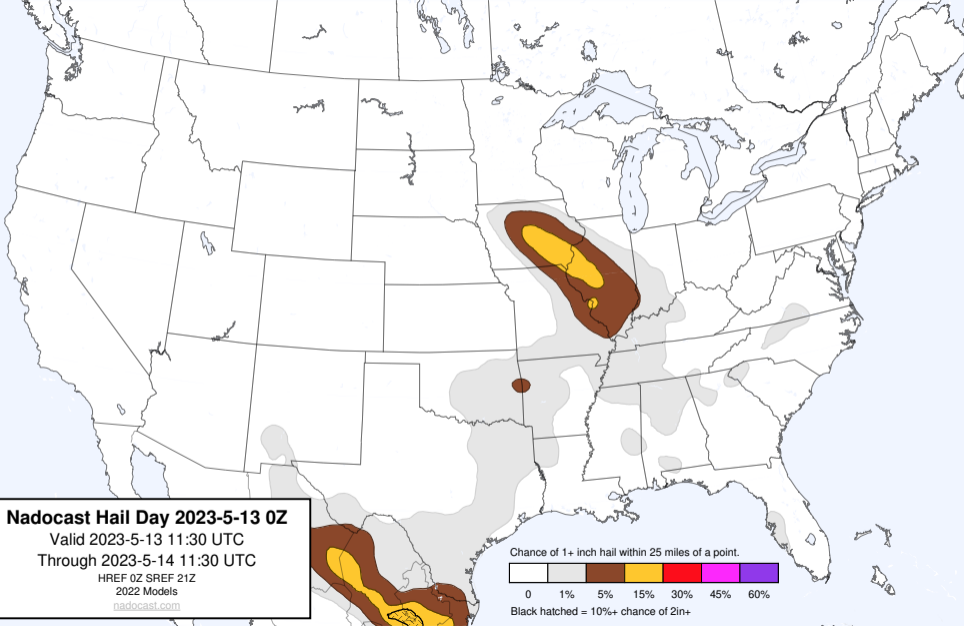 Nadocast Hail Day 2023-5-13 0Z
Valid 2023-5-13 11:30 UTC
Through 2023-5-14 11:30 UTC
HREF 0Z SREF 21Z
2022 Models
nadocast.com
Chance of 1+ inch hail within 25 miles of a point.
0 1% 5% 15% 30% 45% 60%
Black hatched = 10%+ chance of 2in+